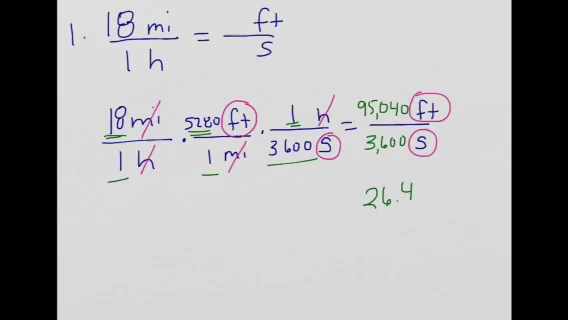 1. 18 mi / 1 h = ft / s
18 mi / 1 h · 5280 ft / 1 mi · 1 h / 3600 s = 95,040 ft / 3,600 s
26.4